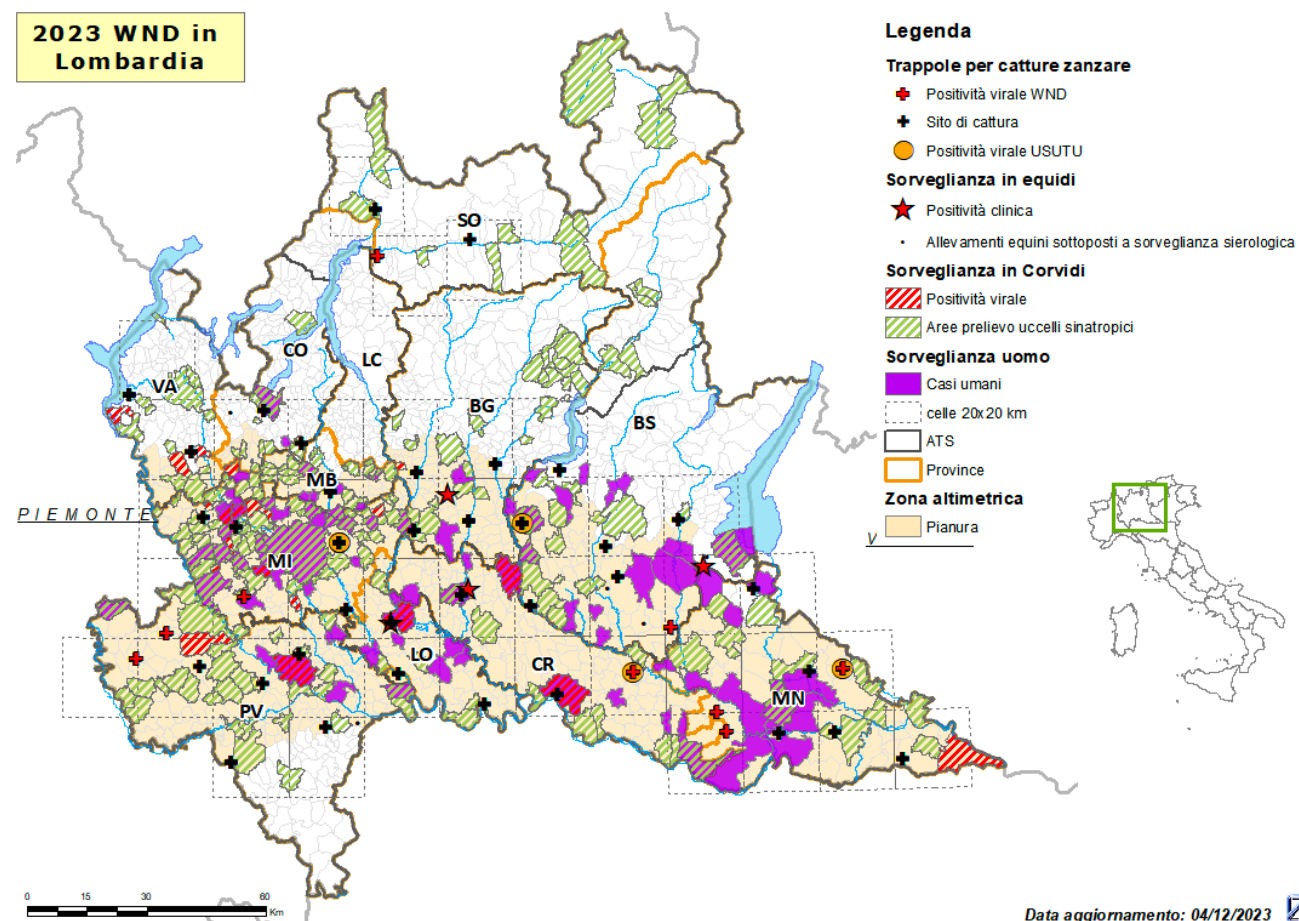 2023 WND in
Lombardia
Legenda
Trappole per catture zanzare
Positività virale WND
Sito di cattura
Positività virale USUTU
Sorveglianza in equidi
Positività clinica
Allevamenti equini sottoposti a sorveglianza sierologica
Sorveglianza in Corvidi
Positività virale
Aree prelievo uccelli sinatropici
Sorveglianza uomo
Casi umani
celle 20x20 km
ATS
Province
Zona altimetrica
Pianura
V
SO
CO
LC
VA
BG
BS
MB
PIEMONTE
MI
LO
CR
MN
PV
0 15 30 60
Km
Data aggiornamento: 04/12/2023